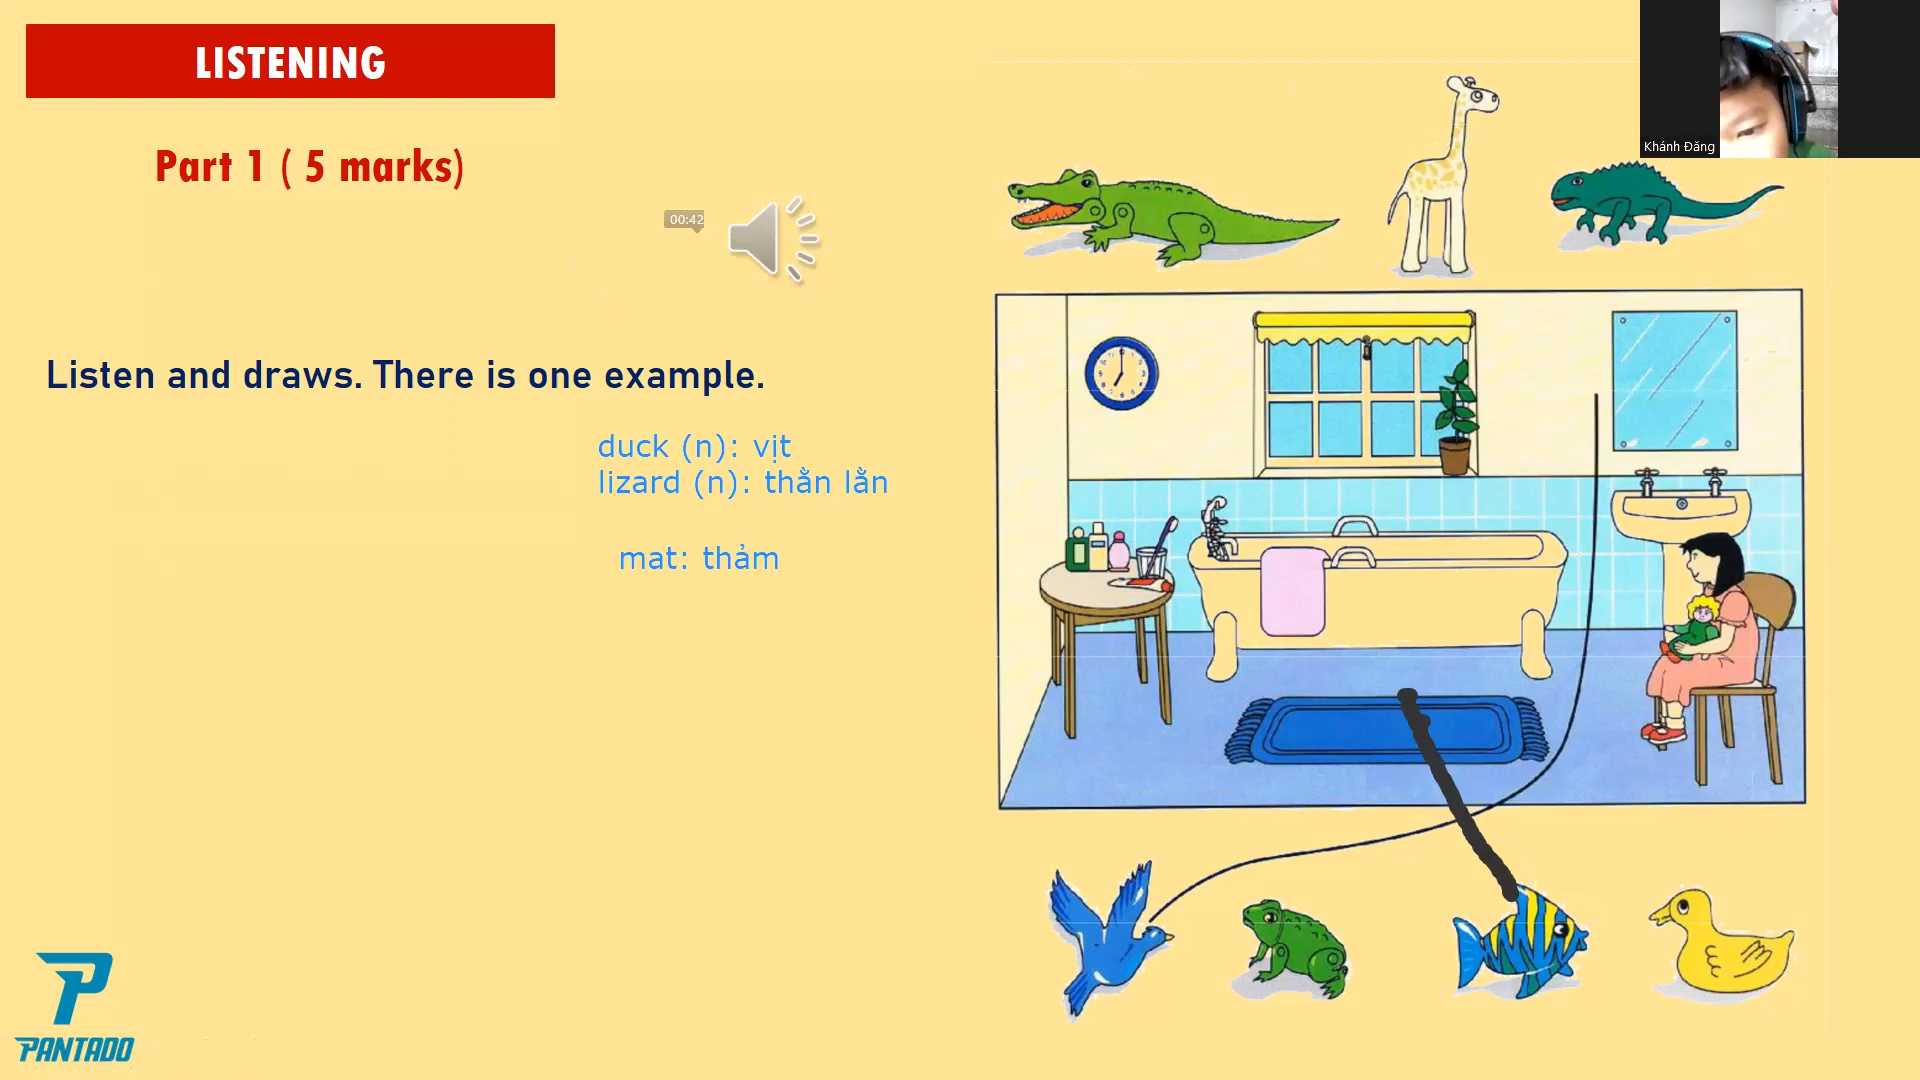 LISTENING
Part 1 ( 5 marks)
00:42
Khánh Đăng
Listen and draws. There is one example.
duck (n): vịt
lizard (n): thằn lằn
mat: thảm
PANTADO